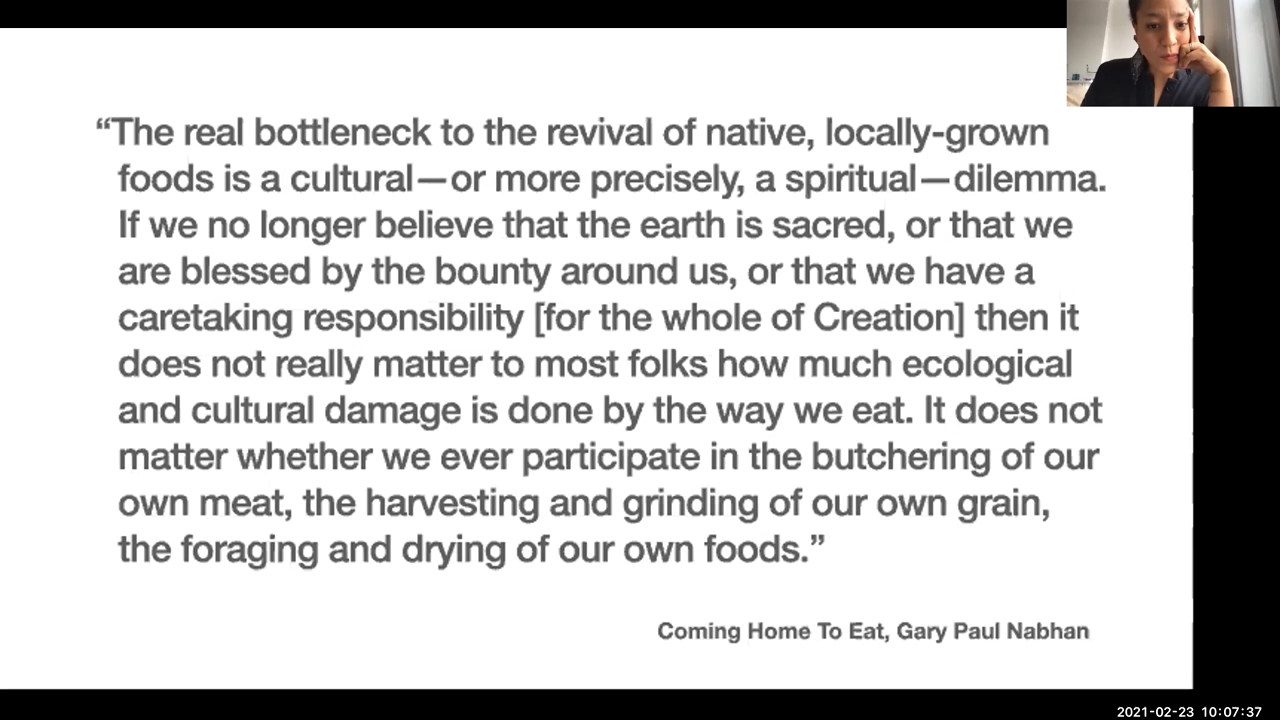 “The real bottleneck to the revival of native, locally-grown
foods is a cultural—or more precisely, a spiritual—dilemma.
If we no longer believe that the earth is sacred, or that we
are blessed by the bounty around us, or that we have a
caretaking responsibility [for the whole of Creation] then it
does not really matter to most folks how much ecological
and cultural damage is done by the way we eat. It does not
matter whether we ever participate in the butchering of our
own meat, the harvesting and grinding of our own grain,
the foraging and drying of our own foods.”
Coming Home To Eat, Gary Paul Nabhan
2021-02-23 10:07:37